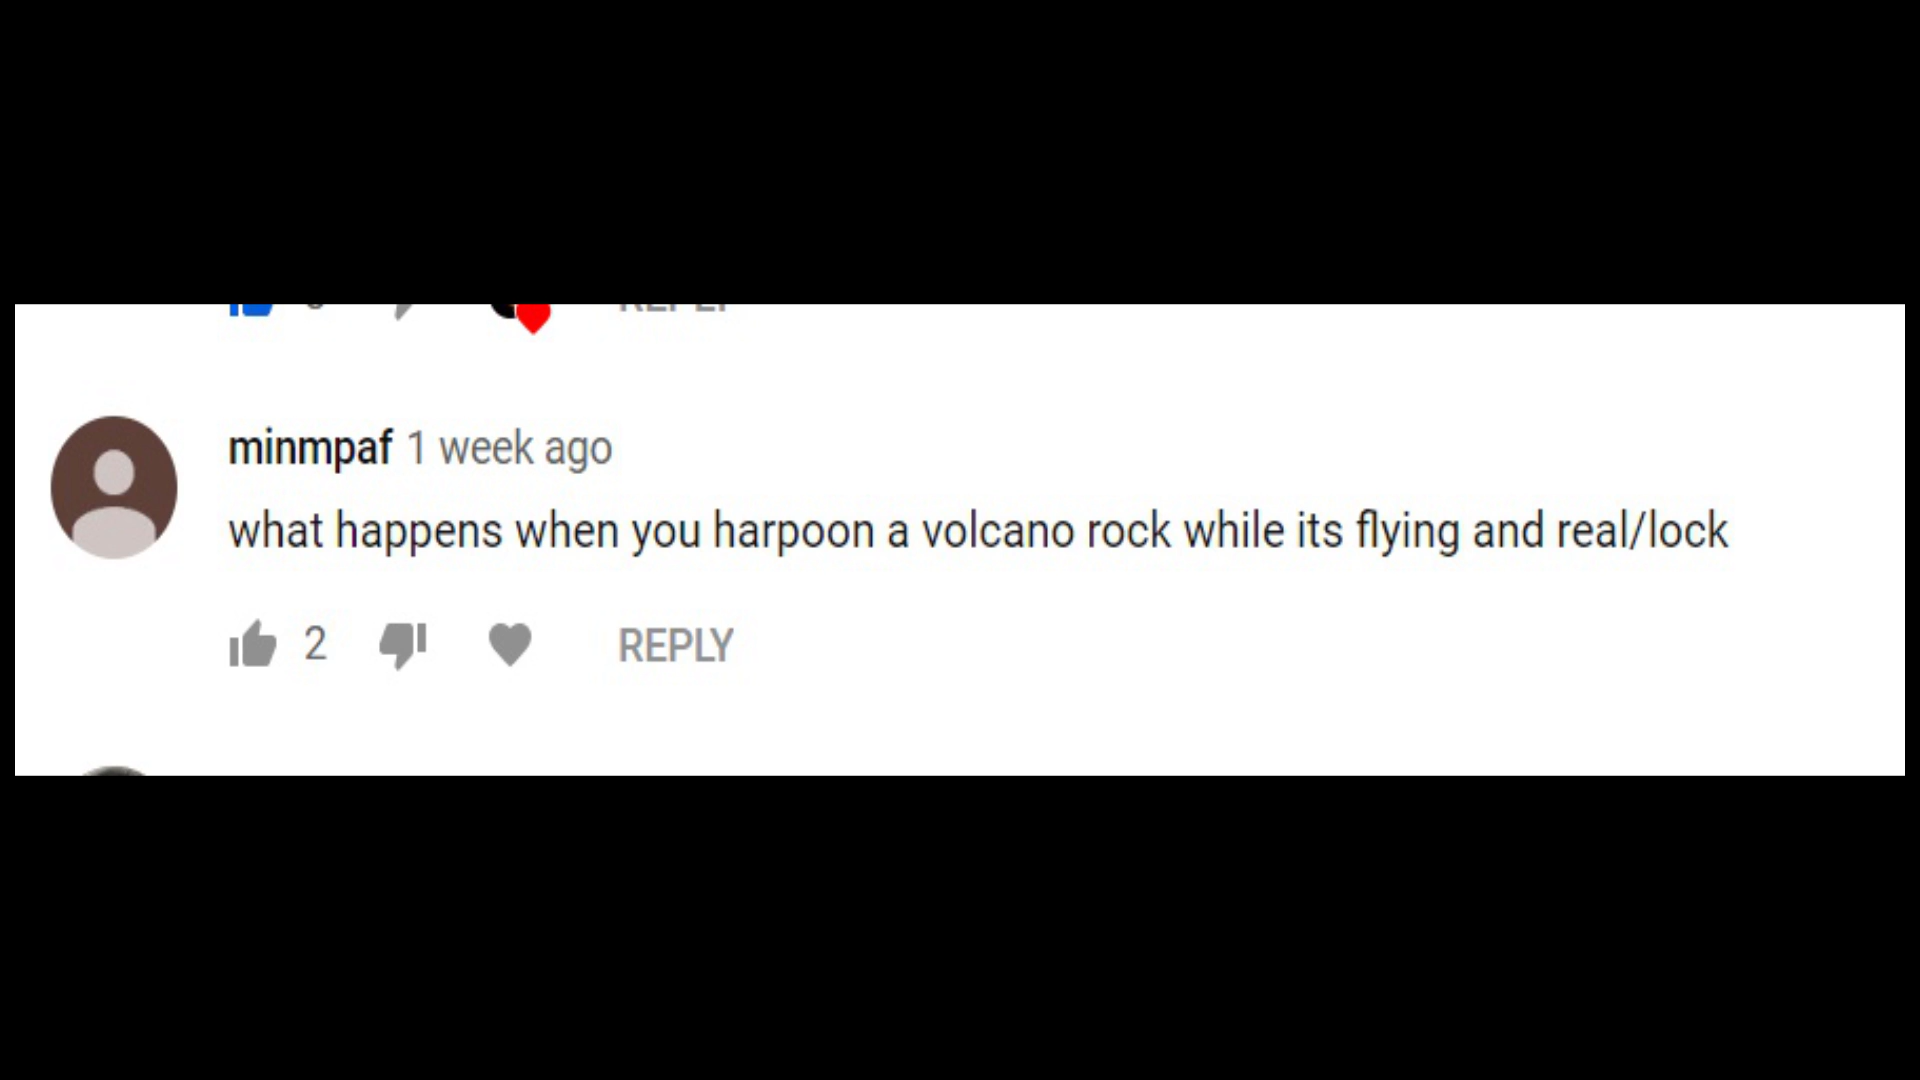 REPLY
minmpaf 1 week ago
what happens when you harpoon a volcano rock while its flying and real/lock
2 REPLY